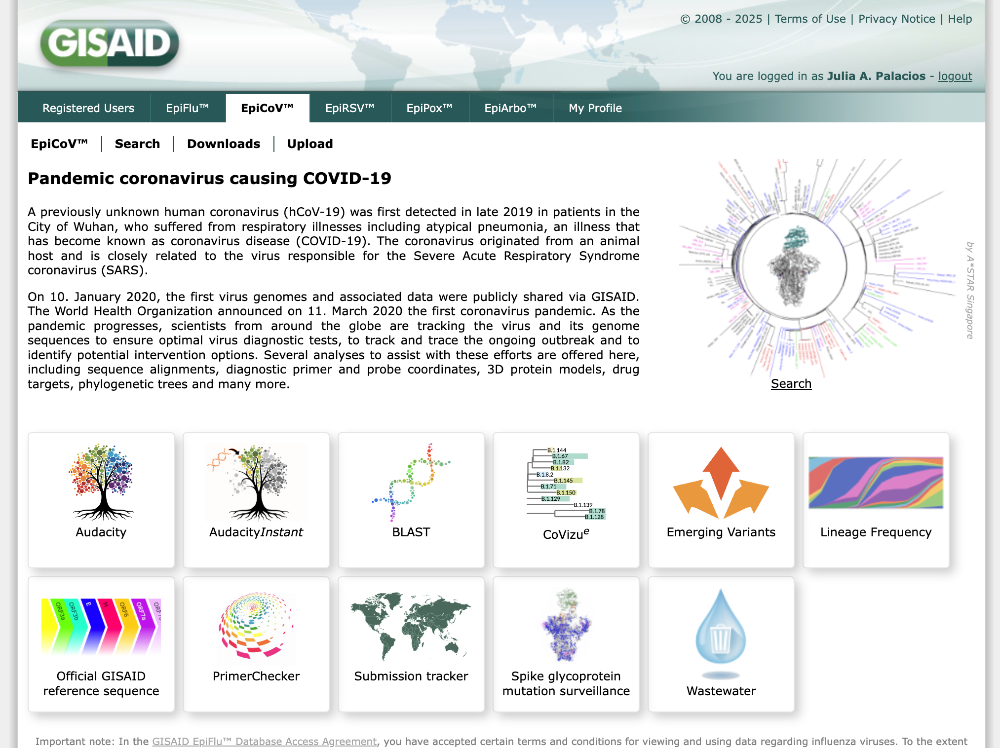 GISAID
© 2008 - 2025 | Terms of Use | Privacy Notice | Help
You are logged in as Julia A. Palacios - logout
Registered Users
EpiFlu™
EpiCoV™
EpiRSV™
EpiPox™
EpiArbo™
My Profile
EpiCoV™
Search
Downloads
Upload
Pandemic coronavirus causing COVID-19
A previously unknown human coronavirus (hCoV-19) was first detected in late 2019 in patients in the
City of Wuhan, who suffered from respiratory illnesses including atypical pneumonia, an illness that
has become known as coronavirus disease (COVID-19). The coronavirus originated from an animal
host and is closely related to the virus responsible for the Severe Acute Respiratory Syndrome
coronavirus (SARS).
On 10. January 2020, the first virus genomes and associated data were publicly shared via GISAID.
The World Health Organization announced on 11. March 2020 the first coronavirus pandemic. As the
pandemic progresses, scientists from around the globe are tracking the virus and its genome
sequences to ensure optimal virus diagnostic tests, to track and trace the ongoing outbreak and to
identify potential intervention options. Several analyses to assist with these efforts are offered here,
including sequence alignments, diagnostic primer and probe coordinates, 3D protein models, drug
targets, phylogenetic trees and many more.
by A*STAR Singapore
Search
Audacity
AudacityInstant
BLAST
B.1.144
B.1.67
B.1.82
B.1.132
B.1.8.2
B.1.145
B.1.71
B.1.150
B.1.129
B.1.139
B.1.78
B.1.128
CoVizuᵉ
Emerging Variants
Lineage Frequency
ORF3a
ORF3b
E
M
ORF6
ORF7a
Official GISAID
reference sequence
PrimerChecker
Submission tracker
Spike glycoprotein
mutation surveillance
Wastewater
Important note: In the GISAID EpiFlu™ Database Access Agreement, you have accepted certain terms and conditions for viewing and using data regarding influenza viruses. To the extent